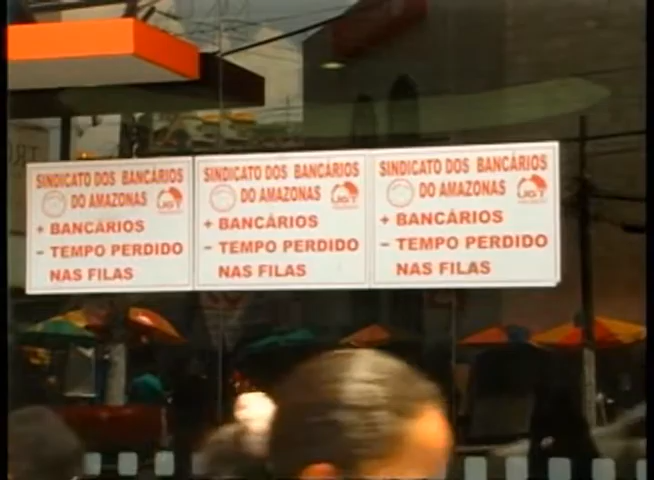 SINDICATO DOS BANCÁRIOS
DO AMAZONAS
+ BANCÁRIOS
- TEMPO PERDIDO
NAS FILAS
SINDICATO DOS BANCÁRIOS
DO AMAZONAS
+ BANCÁRIOS
- TEMPO PERDIDO
NAS FILAS
SINDICATO DOS BANCÁRIOS
DO AMAZONAS
+ BANCÁRIOS
- TEMPO PERDIDO
NAS FILAS